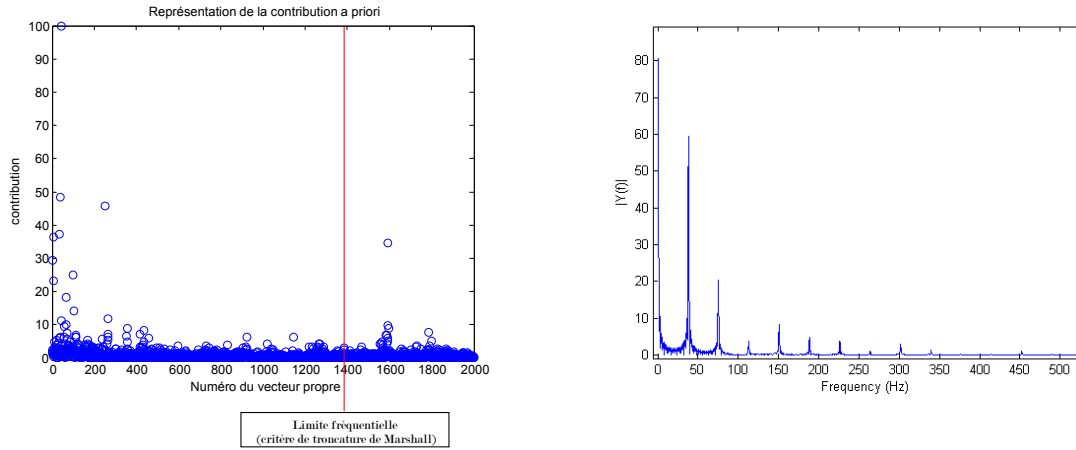 Représentation de la contribution a priori
100
90
80
70
60
50
40
30
20
10
0
contribution
0 200 400 600 800 1000 1200 1400 1600 1800 2000
Numéro du vecteur propre
Limite fréquentielle
(critère de troncature de Marshall)
80
70
60
50
40
30
20
10
0
|Y(f)|
0 50 100 150 200 250 300 350 400 450 500
Frequency (Hz)